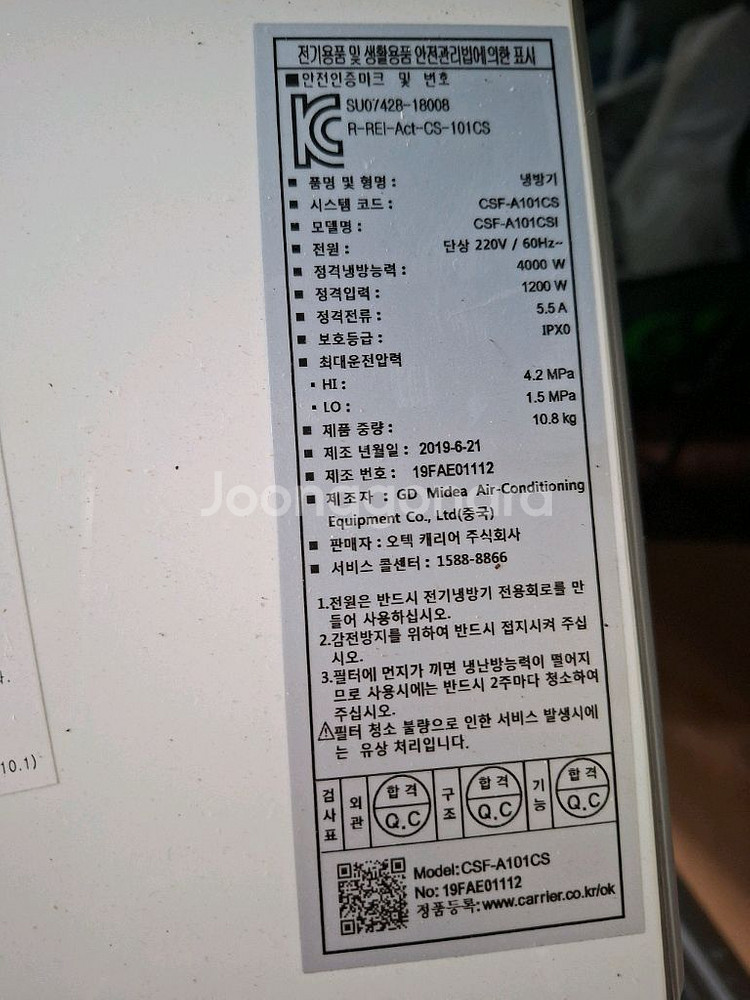 전기용품 및 생활용품 안전관리법에의한 표시
■안전인증마크 및 번호
SU07428-18008
R-REI-Act-CS-101CS
■ 품명 및 형명 : 냉방기
■ 시스템 코드 : CSF-A101CS
■ 모델명 : CSF-A101CSI
■ 전원 : 단상 220V / 60Hz~
■ 정격냉방능력 : 4000 W
■ 정격입력 : 1200 W
■ 정격전류 : 5.5 A
■ 보호등급 : IPX0
■ 최대운전압력
· HI : 4.2 MPa
· LO : 1.5 MPa
■ 제품 중량 : 10.8 kg
■ 제조 년월일 : 2019-6-21
■ 제조 번호 : 19FAE01112
■ 제조자 : GD Midea Air-Conditioning
Equipment Co., Ltd(중국)
■ 판매자 : 오텍 캐리어 주식회사
■ 서비스 콜센터 : 1588-8866
1.전원은 반드시 전기냉방기 전용회로를 만
들어 사용하십시오.
2.감전방지를 위하여 반드시 접지시켜 주십
시오.
3.필터에 먼지가 끼면 냉난방능력이 떨어지
므로 사용시에는 반드시 2주마다 청소하여
주십시오.
⚠필터 청소 불량으로 인한 서비스 발생시에
는 유상 처리입니다.
검사표 외관 합격 Q.C 구조 합격 Q.C 기능 합격 Q.C
Model:CSF-A101CS
No: 19FAE01112
정품등록:www.carrier.co.kr/ok
10.1)
Joonggonara